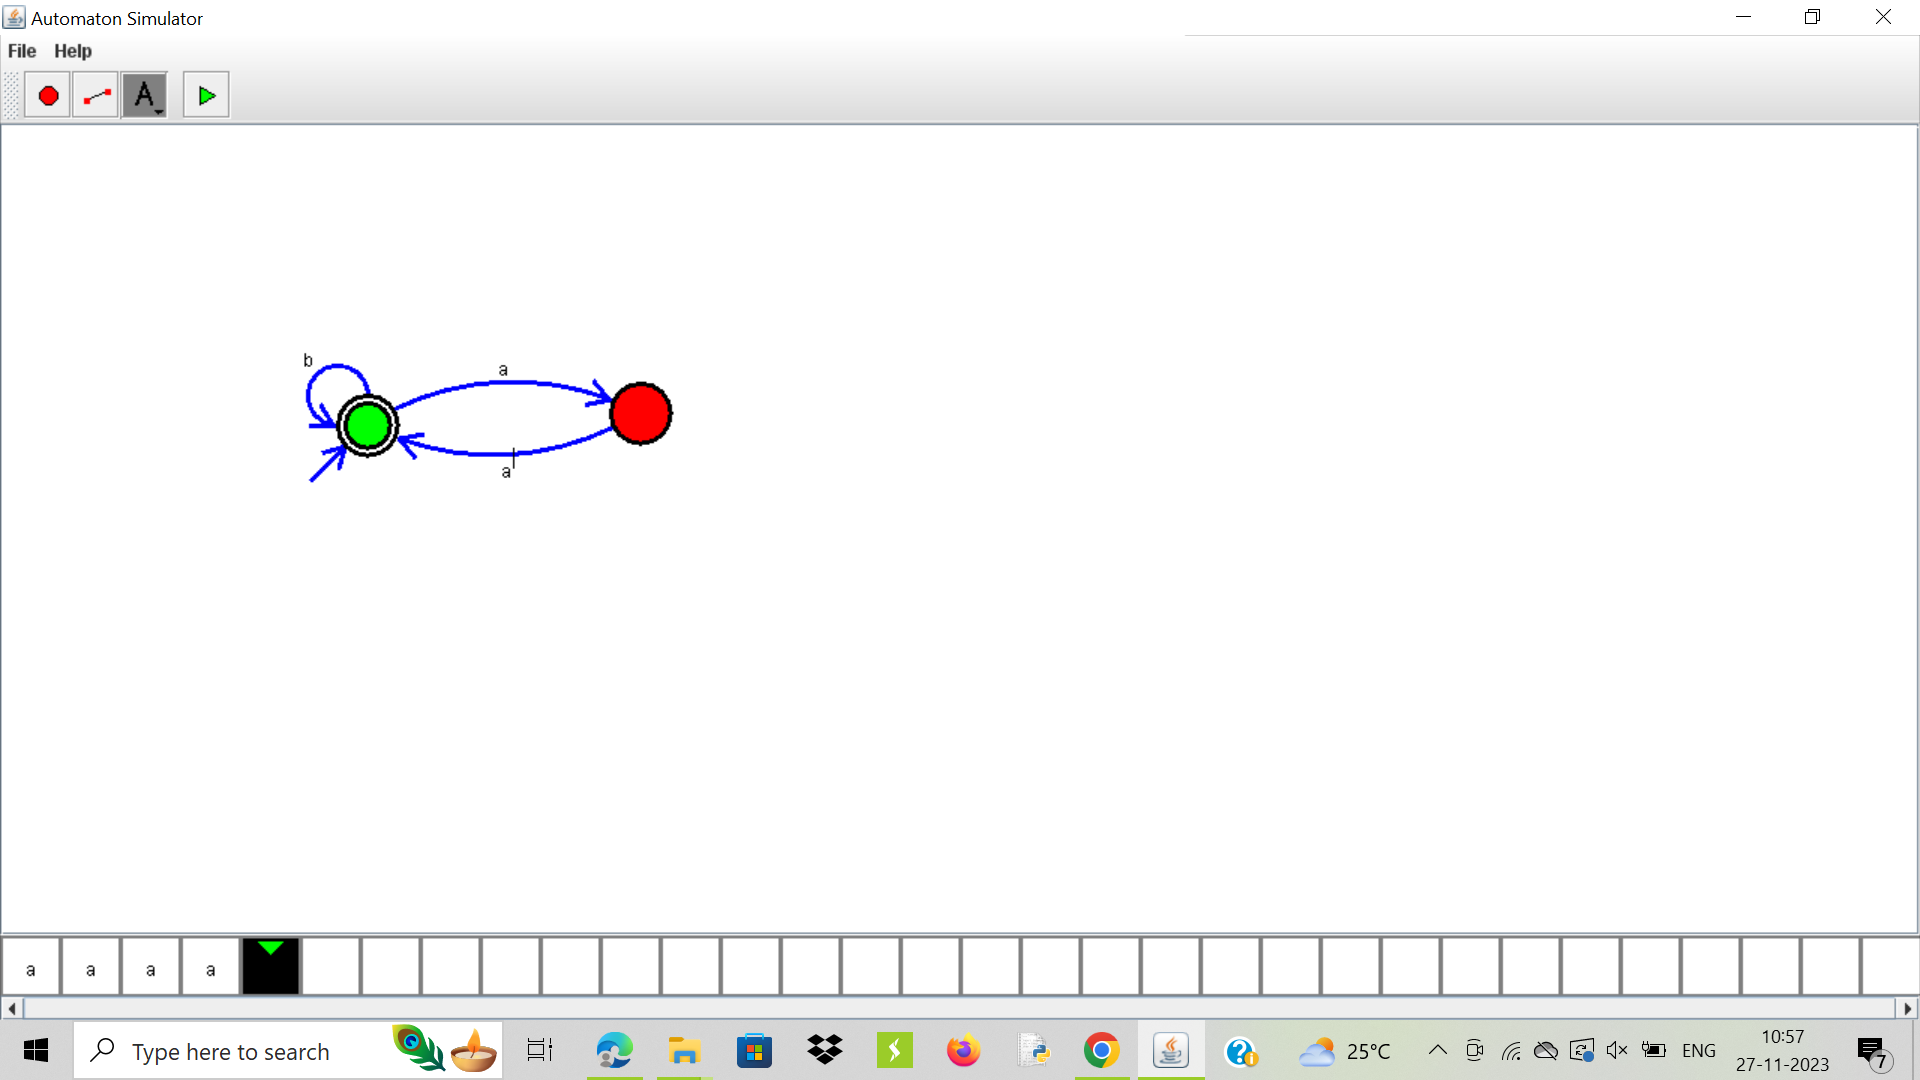 Automaton Simulator
File Help
A
b
a
a
a a a a
Type here to search
25°C
ENG
10:57
27-11-2023
7